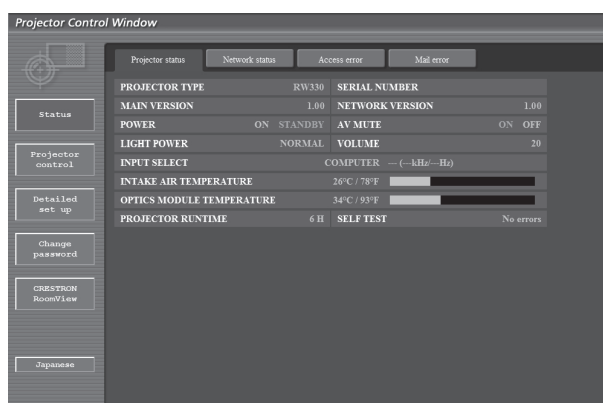 Projector Control Window
Projector status Network status Access error Mail error
PROJECTOR TYPE RW330 SERIAL NUMBER
MAIN VERSION 1.00 NETWORK VERSION 1.00
POWER ON STANDBY AV MUTE ON OFF
LIGHT POWER NORMAL VOLUME 20
INPUT SELECT COMPUTER --- (---kHz/---Hz)
INTAKE AIR TEMPERATURE 26°C / 78°F
OPTICS MODULE TEMPERATURE 34°C / 93°F
PROJECTOR RUNTIME 6 H SELF TEST No errors
Status
Projector
control
Detailed
set up
Change
password
CRESTRON
RoomView
Japanese